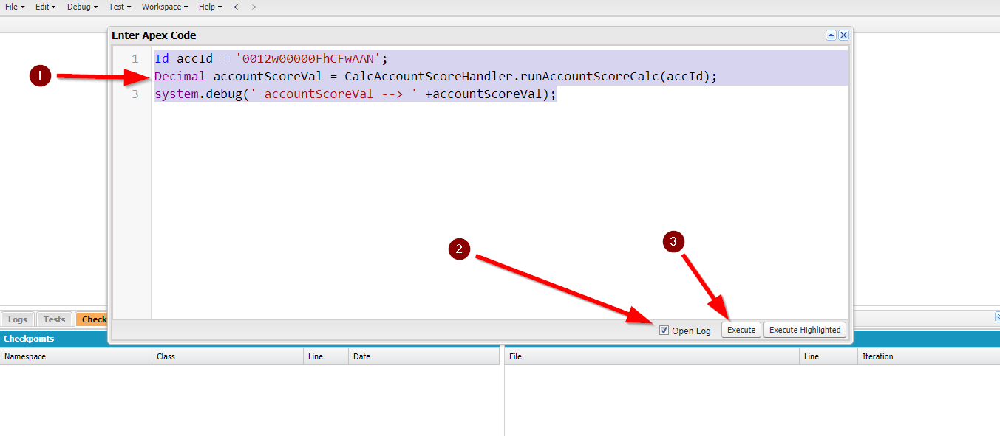 File Edit Debug Test Workspace Help < >
Enter Apex Code
1 Id accId = '0012w00000FhCFwAAN';
1 Decimal accountScoreVal = CalcAccountScoreHandler.runAccountScoreCalc(accId);
3 system.debug(' accountScoreVal --> ' +accountScoreVal);
2
3
Logs Tests Check
Open Log Execute Execute Highlighted
Checkpoints
Namespace Class Line Date File Line Iteration